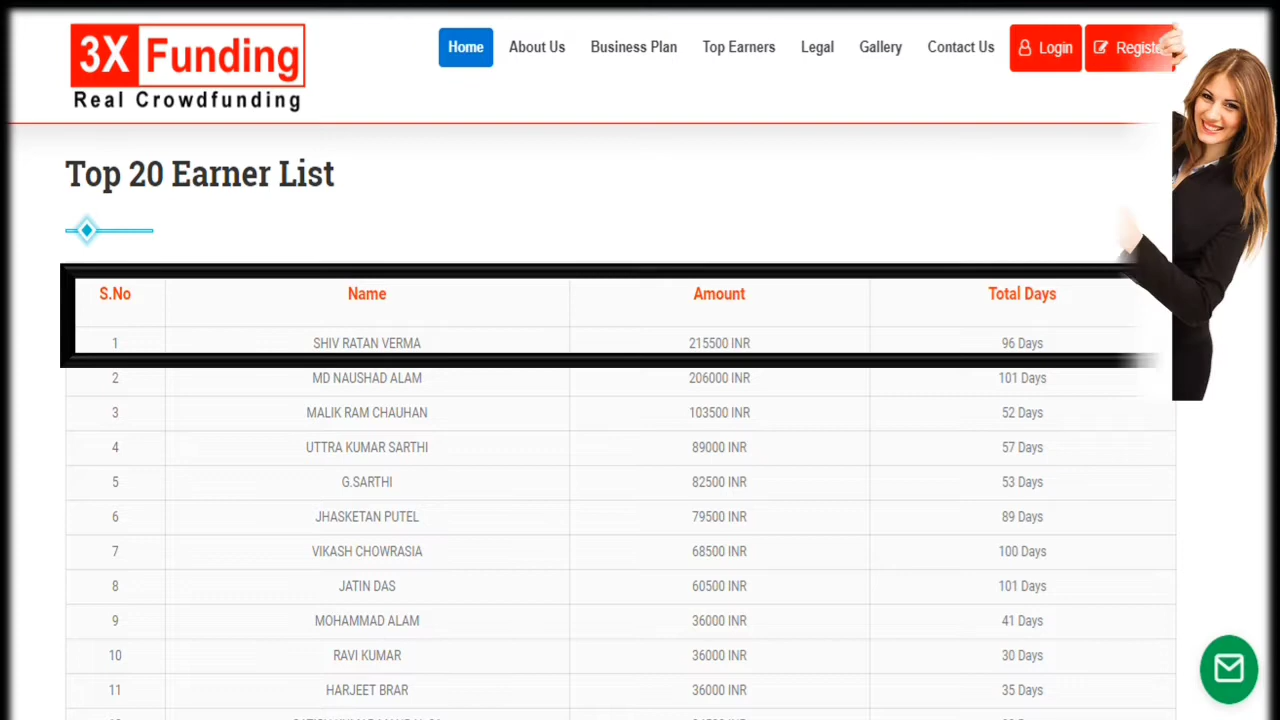 3X Funding
Real Crowdfunding
Home About Us Business Plan Top Earners Legal Gallery Contact Us Login
Top 20 Earner List
S.No Name Amount Total Days
1 SHIV RATAN VERMA 215500 INR 96 Days
2 MD NAUSHAD ALAM 206000 INR 101 Days
3 MALIK RAM CHAUHAN 103500 INR 52 Days
4 UTTRA KUMAR SARTHI 89000 INR 57 Days
5 G.SARTHI 82500 INR 53 Days
6 JHASKETAN PUTEL 79500 INR 89 Days
7 VIKASH CHOWRASIA 68500 INR 100 Days
8 JATIN DAS 60500 INR 101 Days
9 MOHAMMAD ALAM 36000 INR 41 Days
10 RAVI KUMAR 36000 INR 30 Days
11 HARJEET BRAR 36000 INR 35 Days